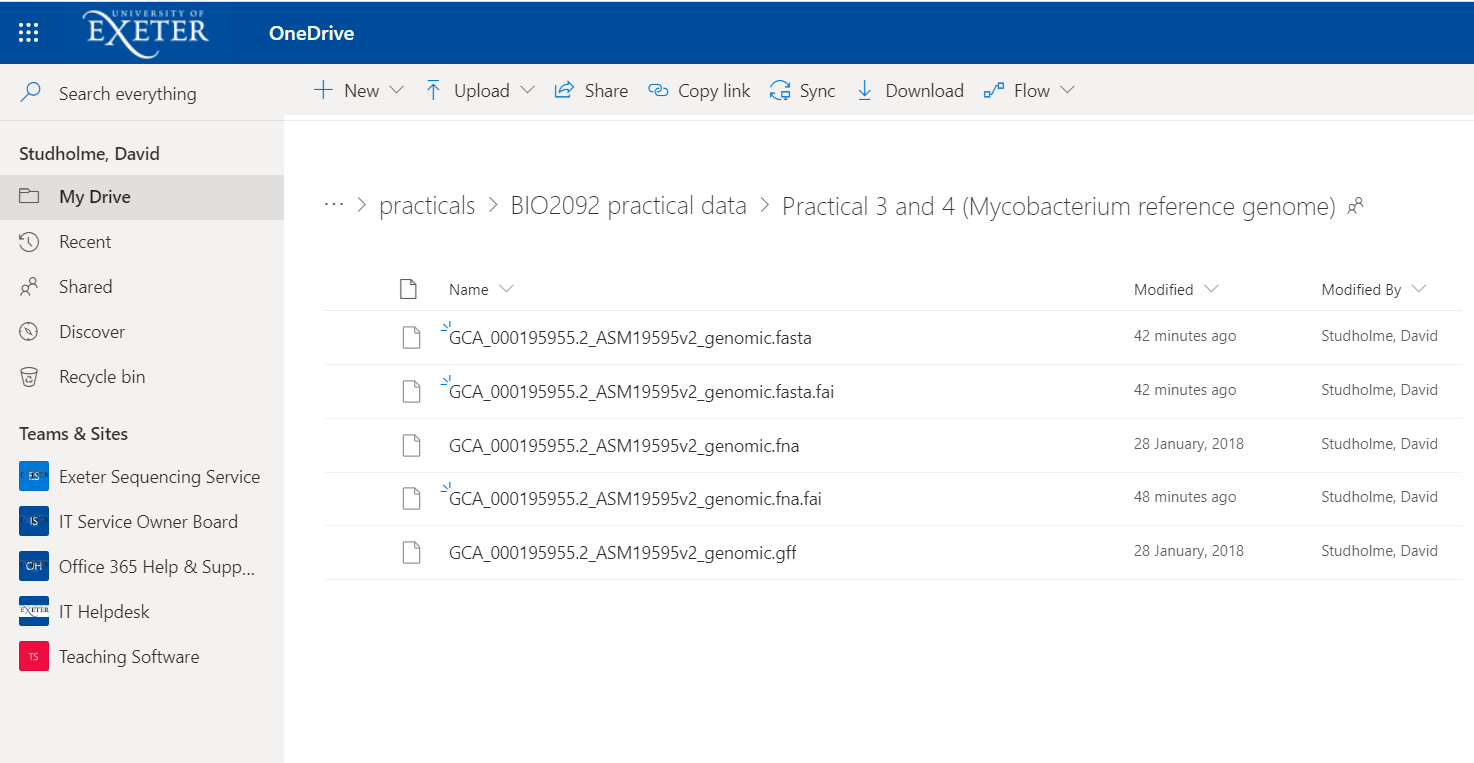 UNIVERSITY OF
EXETER
OneDrive
Search everything
New
Upload
Share
Copy link
Sync
Download
Flow
Studholme, David
My Drive
Recent
Shared
Discover
Recycle bin
Teams & Sites
ES
Exeter Sequencing Service
IS
IT Service Owner Board
O/H
Office 365 Help & Supp...
EXETER
IT Helpdesk
TS
Teaching Software
··· > practicals > BIO2092 practical data > Practical 3 and 4 (Mycobacterium reference genome)
Name Modified Modified By
GCA_000195955.2_ASM19595v2_genomic.fasta 42 minutes ago Studholme, David
GCA_000195955.2_ASM19595v2_genomic.fasta.fai 42 minutes ago Studholme, David
GCA_000195955.2_ASM19595v2_genomic.fna 28 January, 2018 Studholme, David
GCA_000195955.2_ASM19595v2_genomic.fna.fai 48 minutes ago Studholme, David
GCA_000195955.2_ASM19595v2_genomic.gff 28 January, 2018 Studholme, David